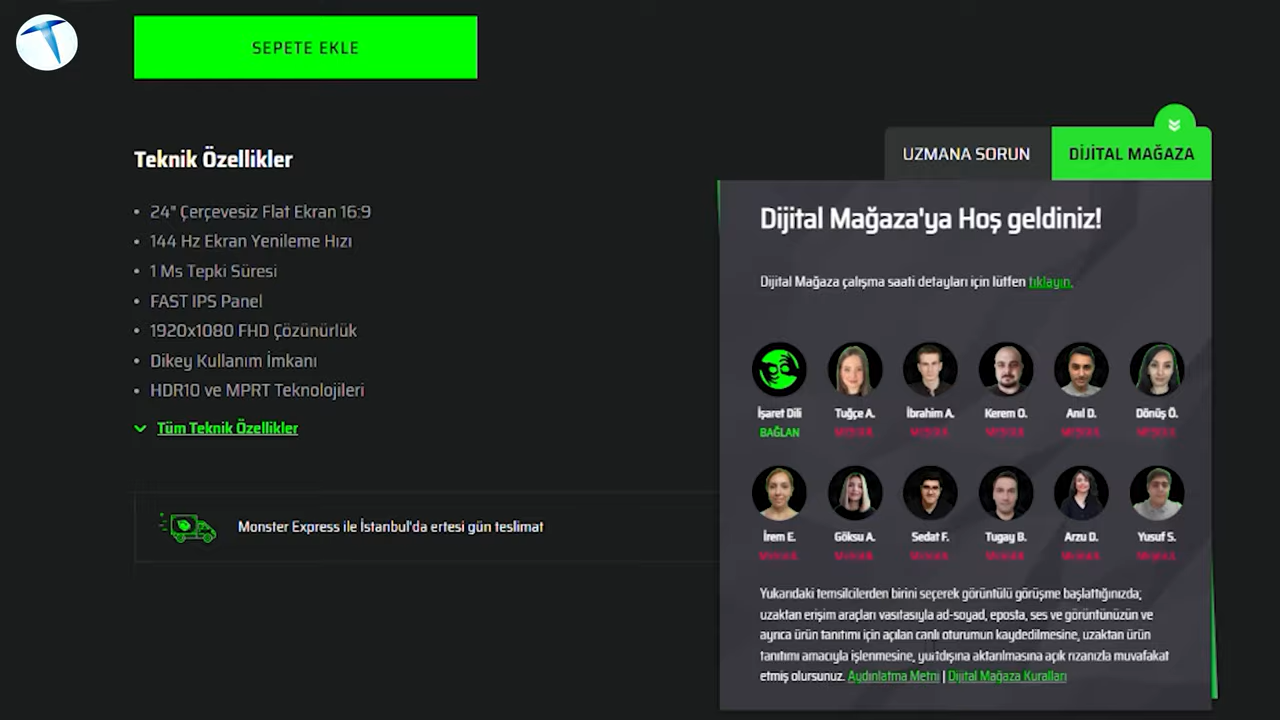 SEPETE EKLE
Teknik Özellikler
• 24" Çerçevesiz Flat Ekran 16:9
• 144 Hz Ekran Yenileme Hızı
• 1 Ms Tepki Süresi
• FAST IPS Panel
• 1920x1080 FHD Çözünürlük
• Dikey Kullanım İmkanı
• HDR10 ve MPRT Teknolojileri
Tüm Teknik Özellikler
Monster Express ile İstanbul'da ertesi gün teslimat
UZMANA SORUN DİJİTAL MAĞAZA
Dijital Mağaza'ya Hoş geldiniz!
Dijital Mağaza çalışma saati detayları için lütfen tıklayın.
İşaret Dili Tuğçe A. İbrahim A. Kerem O. Anıl D. Dönüş Ö.
BAĞLAN
İrem E. Göksu A. Sedat F. Tugay B. Arzu D. Yusuf S.
Yukarıdaki temsilcilerden birini seçerek görüntülü görüşme başlattığınızda;
uzaktan erişim araçları vasıtasıyla ad-soyad, eposta, ses ve görüntünüzün ve
ayrıca ürün tanıtımı için açılan canlı oturumun kaydedilmesine, uzaktan ürün
tanıtımı amacıyla işlenmesine, yurtdışına aktarılmasına açık rızanızla muvafakat
etmiş olursunuz. Aydınlatma Metni | Dijital Mağaza Kuralları